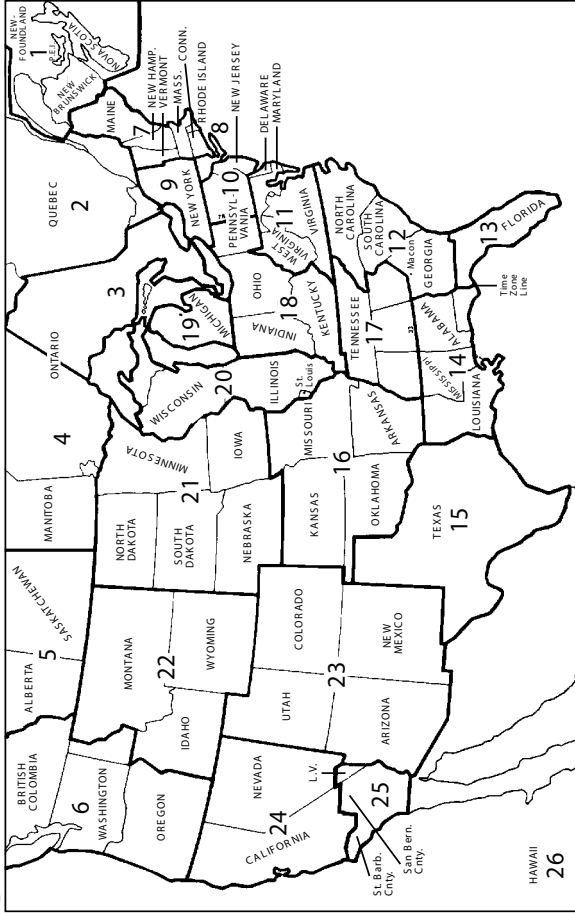 NEW-
FOUNDLAND
1
P.E.I.
NOVA SCOTIA
NEW
BRUNSWICK
QUEBEC
2
ONTARIO
3
4
MANITOBA
SASKATCHEWAN
ALBERTA
5
BRITISH
COLOMBIA
6
WASHINGTON
OREGON
MAINE
7
NEW HAMP.
VERMONT
MASS.
CONN.
RHODE ISLAND
8
NEW JERSEY
DELAWARE
MARYLAND
9
NEW YORK
PENNSYL-
VANIA
10
WEST
VIRGINIA
11
VIRGINIA
NORTH
CAROLINA
SOUTH
CAROLINA
12
Macon
GEORGIA
13
FLORIDA
Time
Zone
Line
ALABAMA
14
MISSISSIPPI
LOUISIANA
TENNESSEE
17
OHIO
INDIANA
18
KENTUCKY
MICHIGAN
19
WISCONSIN
20
ILLINOIS
St.
Louis
MINNESOTA
21
IOWA
NORTH
DAKOTA
SOUTH
DAKOTA
NEBRASKA
MISSOURI
16
ARKANSAS
KANSAS
OKLAHOMA
TEXAS
15
MONTANA
22
WYOMING
IDAHO
COLORADO
UTAH
23
NEW
MEXICO
ARIZONA
NEVADA
24
CALIFORNIA
L.V.
25
San Bern.
Cnty.
St. Barb.
Cnty.
HAWAII
26